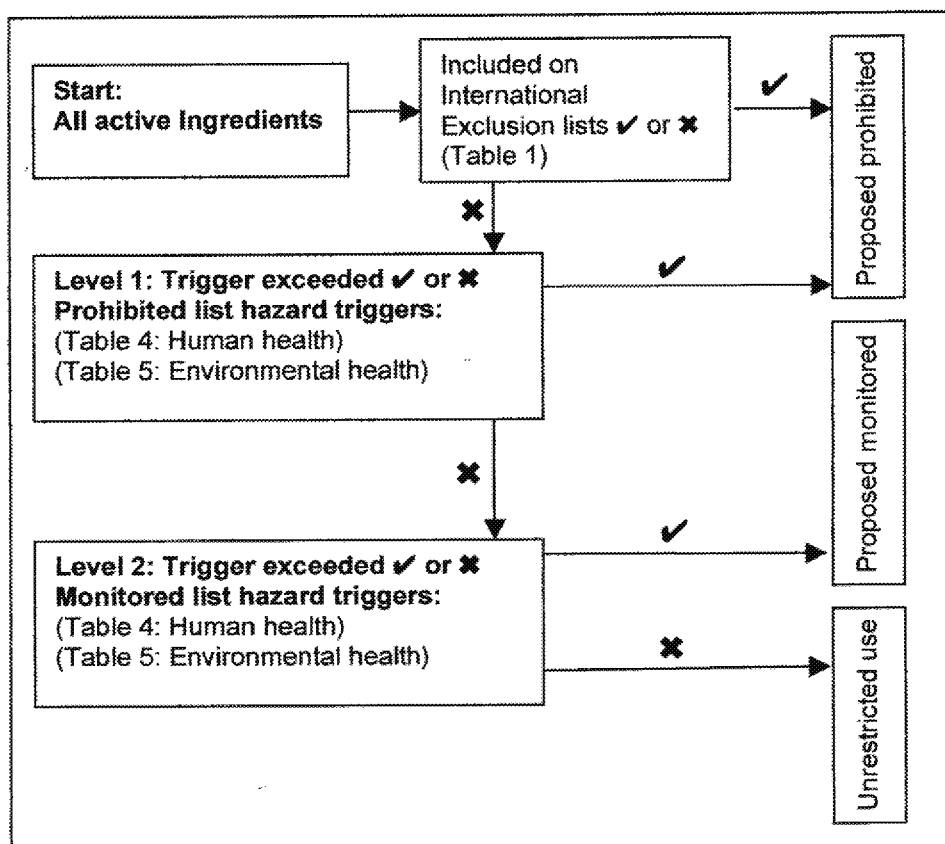 Start:
All active Ingredients
Included on
International
Exclusion lists ✔ or ✖
(Table 1)
✔
Proposed prohibited
✖
Level 1: Trigger exceeded ✔ or ✖
Prohibited list hazard triggers:
(Table 4: Human health)
(Table 5: Environmental health)
✔
✖
Proposed monitored
Level 2: Trigger exceeded ✔ or ✖
Monitored list hazard triggers:
(Table 4: Human health)
(Table 5: Environmental health)
✔
✖
Unrestricted use